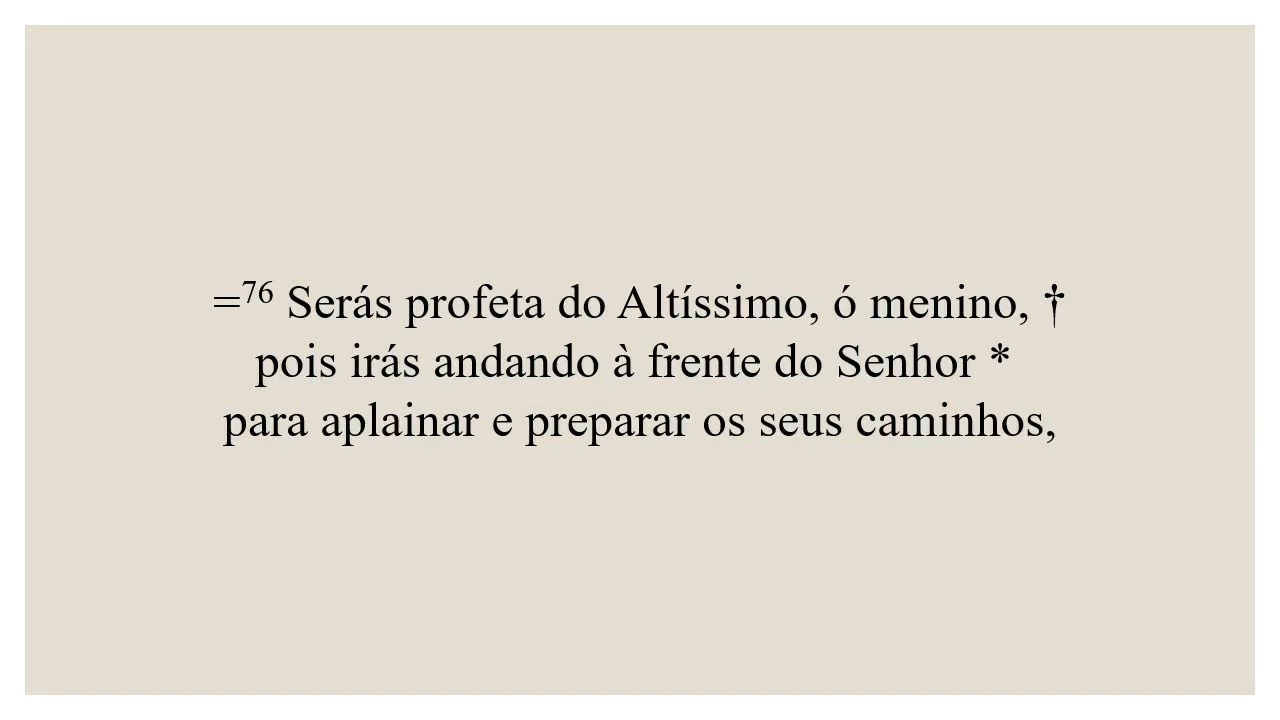 =⁷⁶ Serás profeta do Altíssimo, ó menino, †
pois irás andando à frente do Senhor *
para aplainar e preparar os seus caminhos,